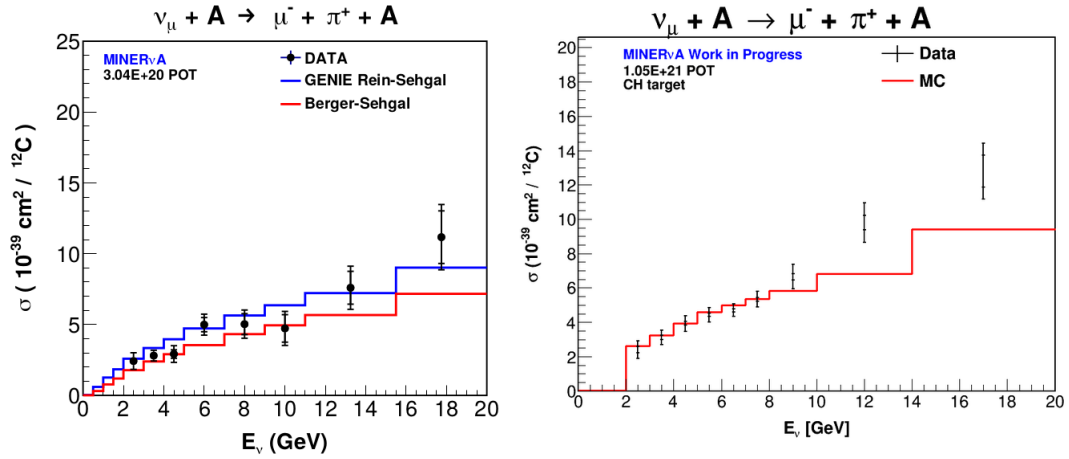 νμ + A → μ- + π+ + A
25
20
15
10
5
0
σ ( 10-39 cm2 / 12C)
MINERνA
3.04E+20 POT
DATA
GENIE Rein-Sehgal
Berger-Sehgal
0 2 4 6 8 10 12 14 16 18 20
Eν (GeV)
νμ + A → μ- + π+ + A
20
18
16
14
12
10
8
6
4
2
0
σ (10-39 cm2 / 12C)
MINERνA Work in Progress
1.05E+21 POT
CH target
Data
MC
0 2 4 6 8 10 12 14 16 18 20
Eν [GeV]